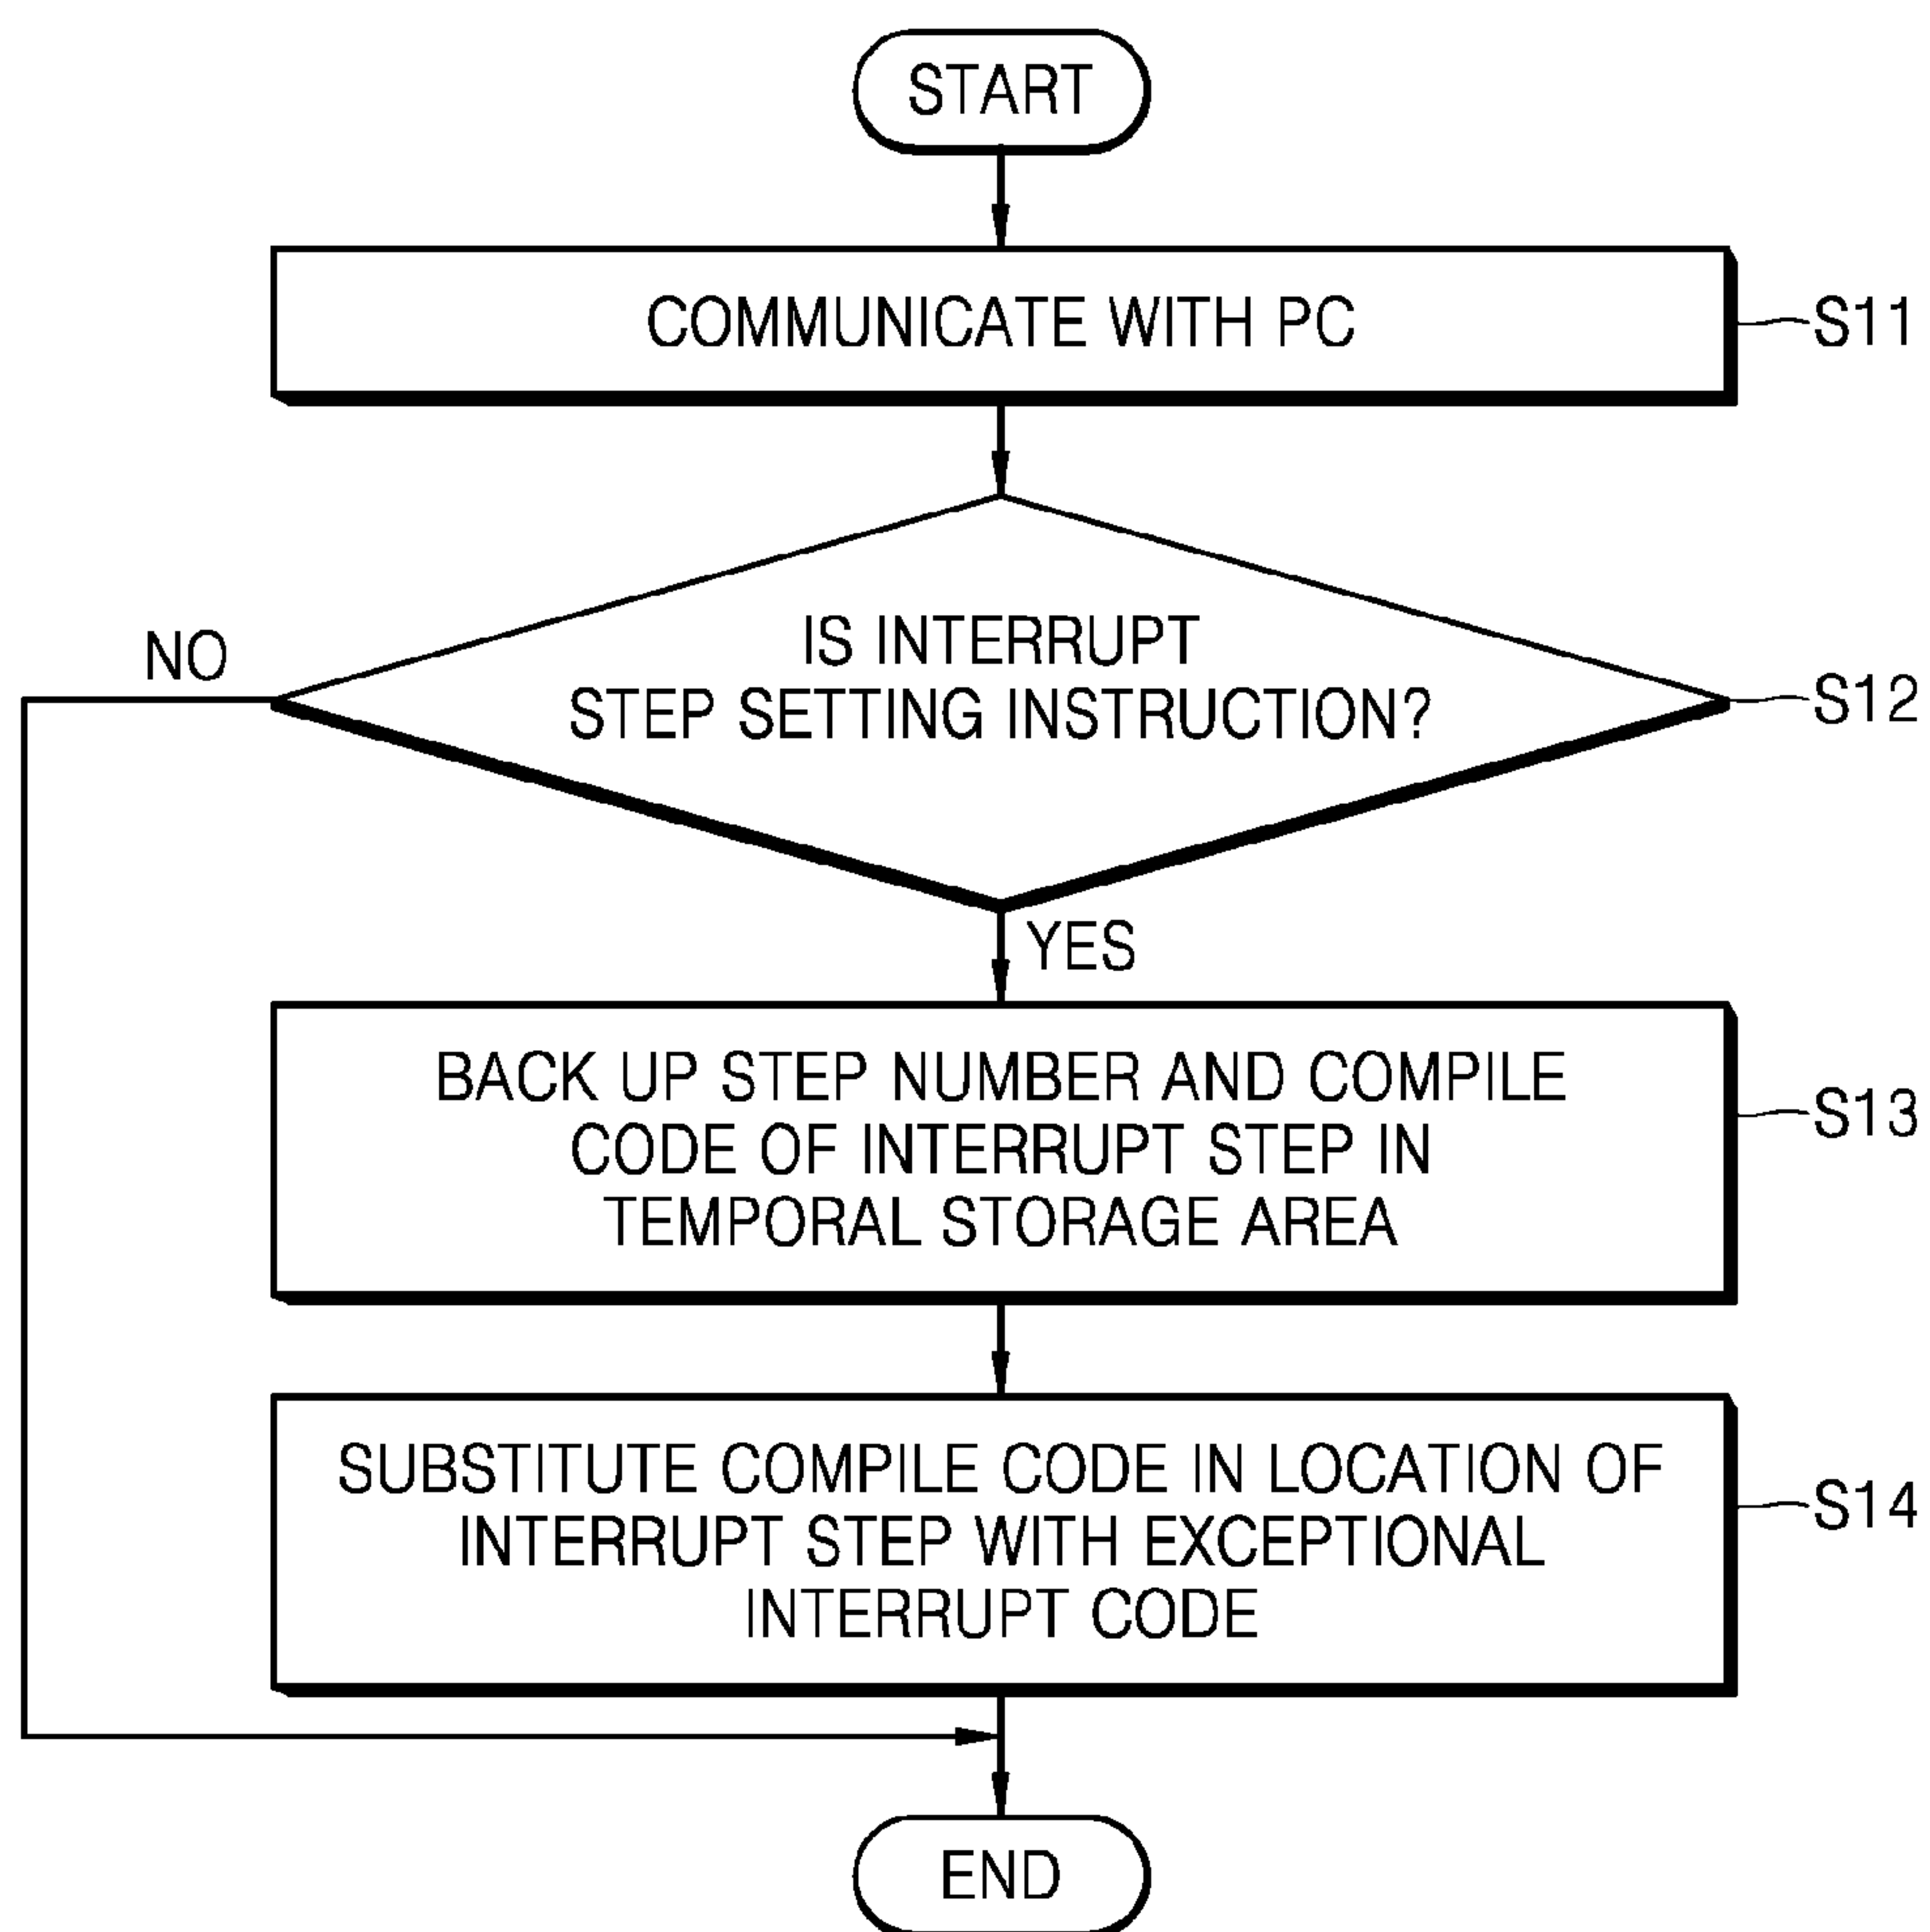 START
COMMUNICATE WITH PC
S11
IS INTERRUPT
STEP SETTING INSTRUCTION?
S12
NO
YES
BACK UP STEP NUMBER AND COMPILE
CODE OF INTERRUPT STEP IN
TEMPORAL STORAGE AREA
S13
SUBSTITUTE COMPILE CODE IN LOCATION OF
INTERRUPT STEP WITH EXCEPTIONAL
INTERRUPT CODE
S14
END